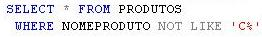 SELECT * FROM PRODUTOS
WHERE NOMEPRODUTO NOT LIKE 'C%'